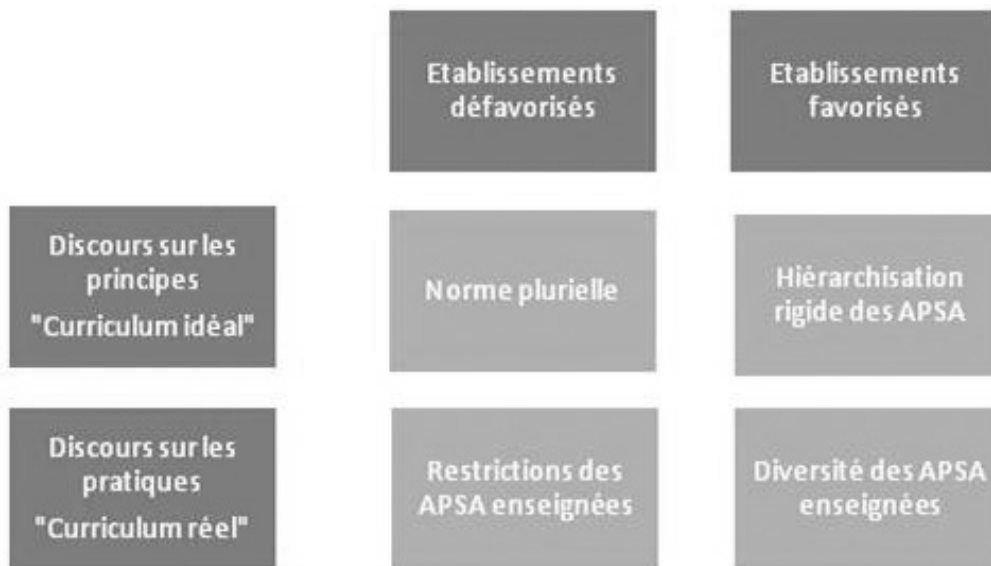 Etablissements
défavorisés
Etablissements
favorisés
Discours sur les
principes
"Curriculum idéal"
Norme plurielle
Hiérarchisation
rigide des APSA
Discours sur les
pratiques
"Curriculum réel"
Restrictions des
APSA enseignées
Diversité des APSA
enseignées